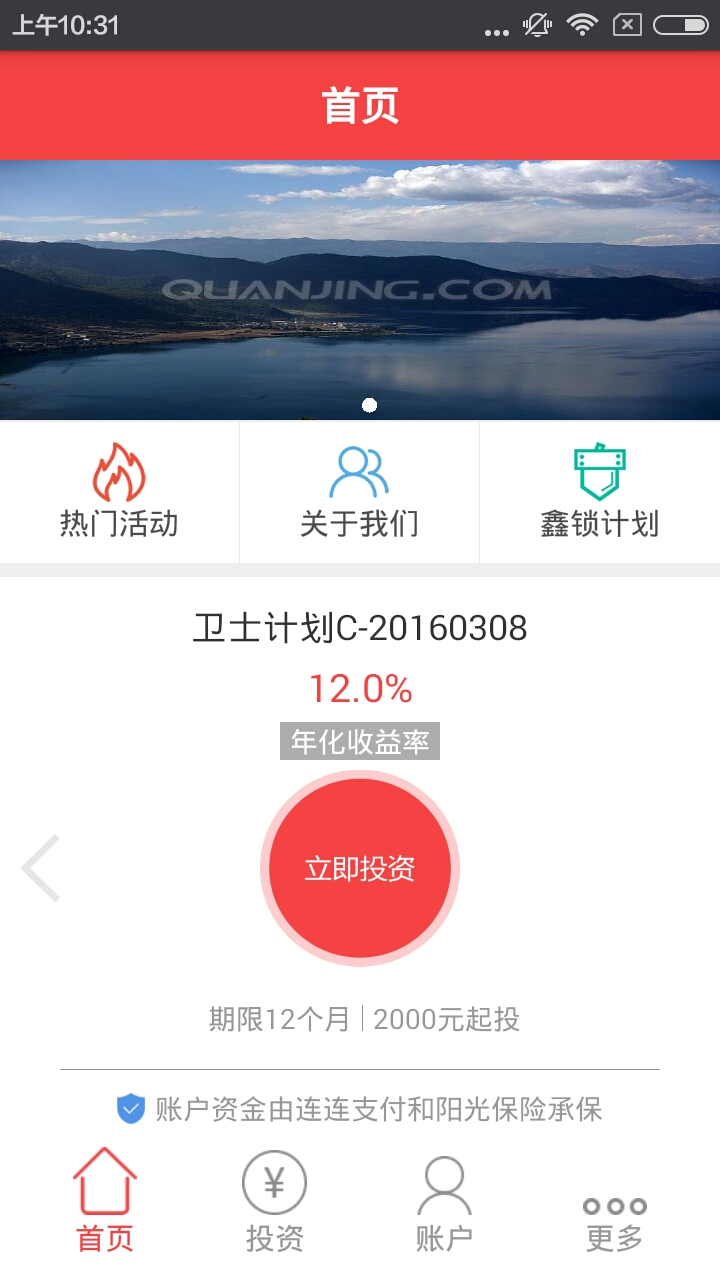 上午10:31
首页
QUANJING.COM
热门活动
关于我们
鑫锁计划
卫士计划C-20160308
12.0%
年化收益率
立即投资
期限12个月
2000元起投
账户资金由连连支付和阳光保险承保
首页
投资
账户
更多